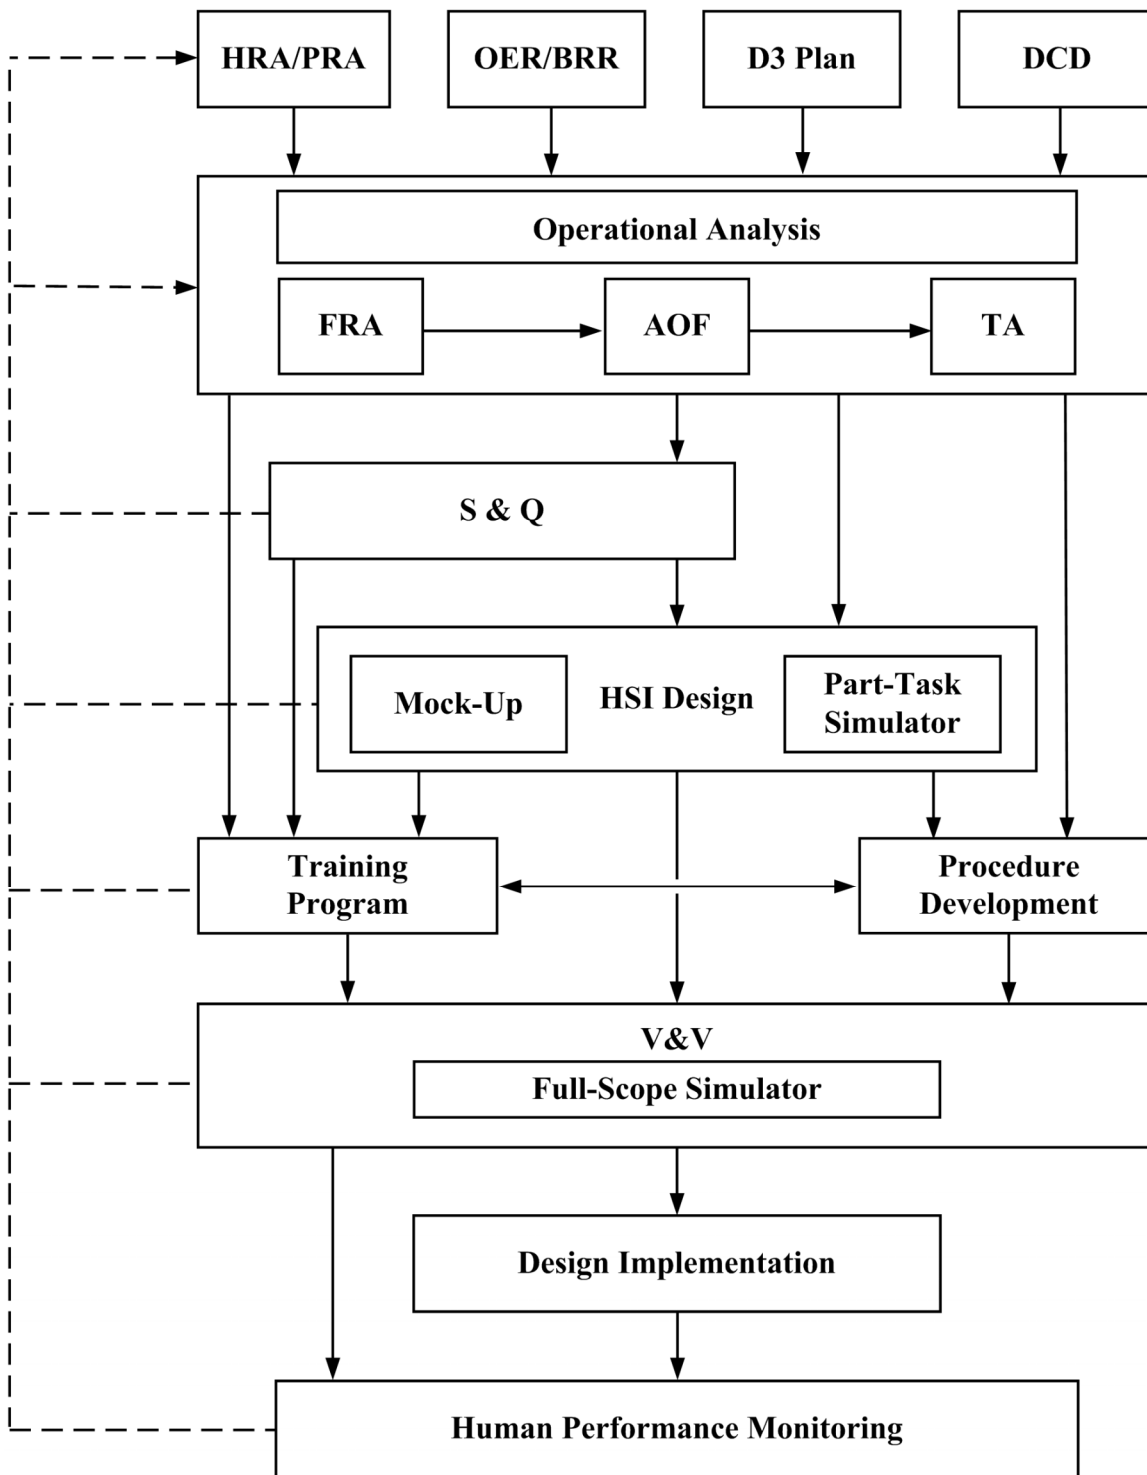 HRA/PRA
OER/BRR
D3 Plan
DCD
Operational Analysis
FRA
AOF
TA
S & Q
Mock-Up
HSI Design
Part-Task
Simulator
Training
Program
Procedure
Development
V&V
Full-Scope Simulator
Design Implementation
Human Performance Monitoring